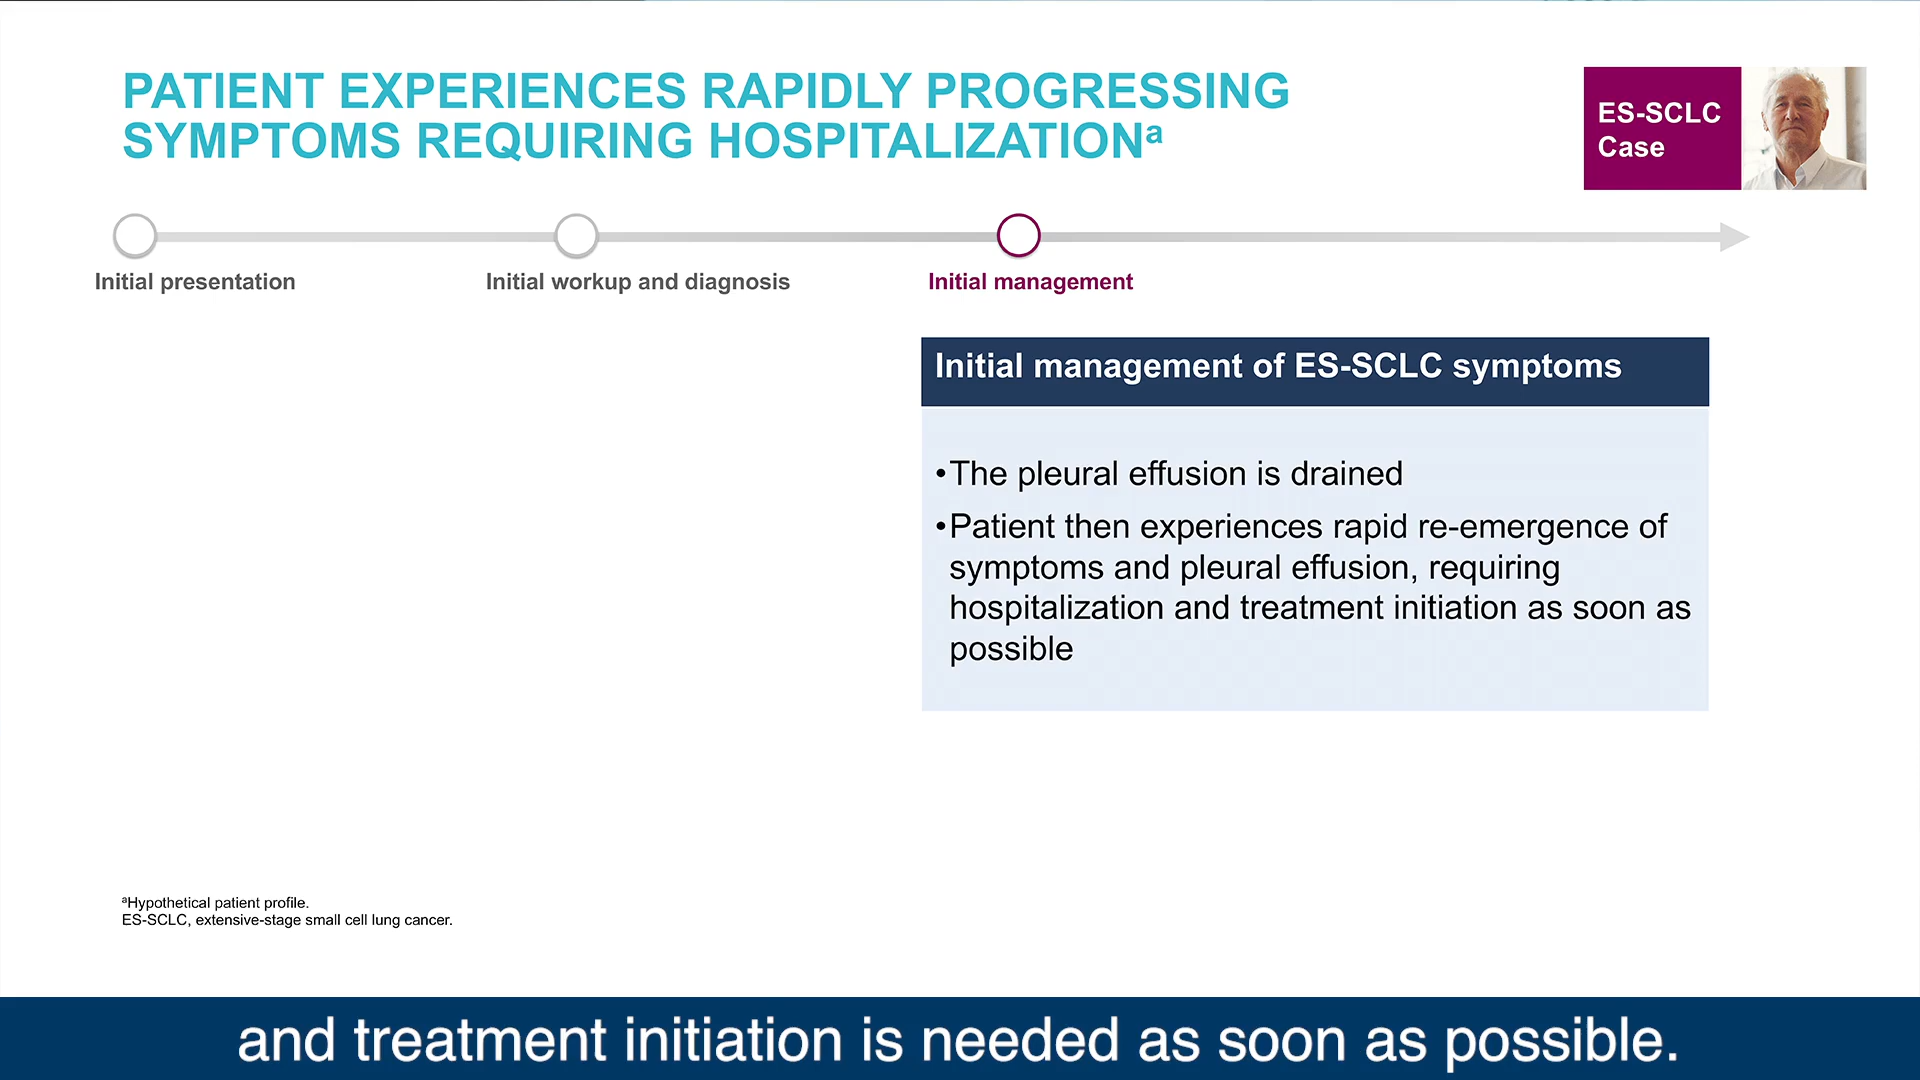 PATIENT EXPERIENCES RAPIDLY PROGRESSING
SYMPTOMS REQUIRING HOSPITALIZATIONᵃ
ES-SCLC
Case
Initial presentation
Initial workup and diagnosis
Initial management
Initial management of ES-SCLC symptoms
•The pleural effusion is drained
•Patient then experiences rapid re-emergence of
symptoms and pleural effusion, requiring
hospitalization and treatment initiation as soon as
possible
ᵃHypothetical patient profile.
ES-SCLC, extensive-stage small cell lung cancer.
and treatment initiation is needed as soon as possible.